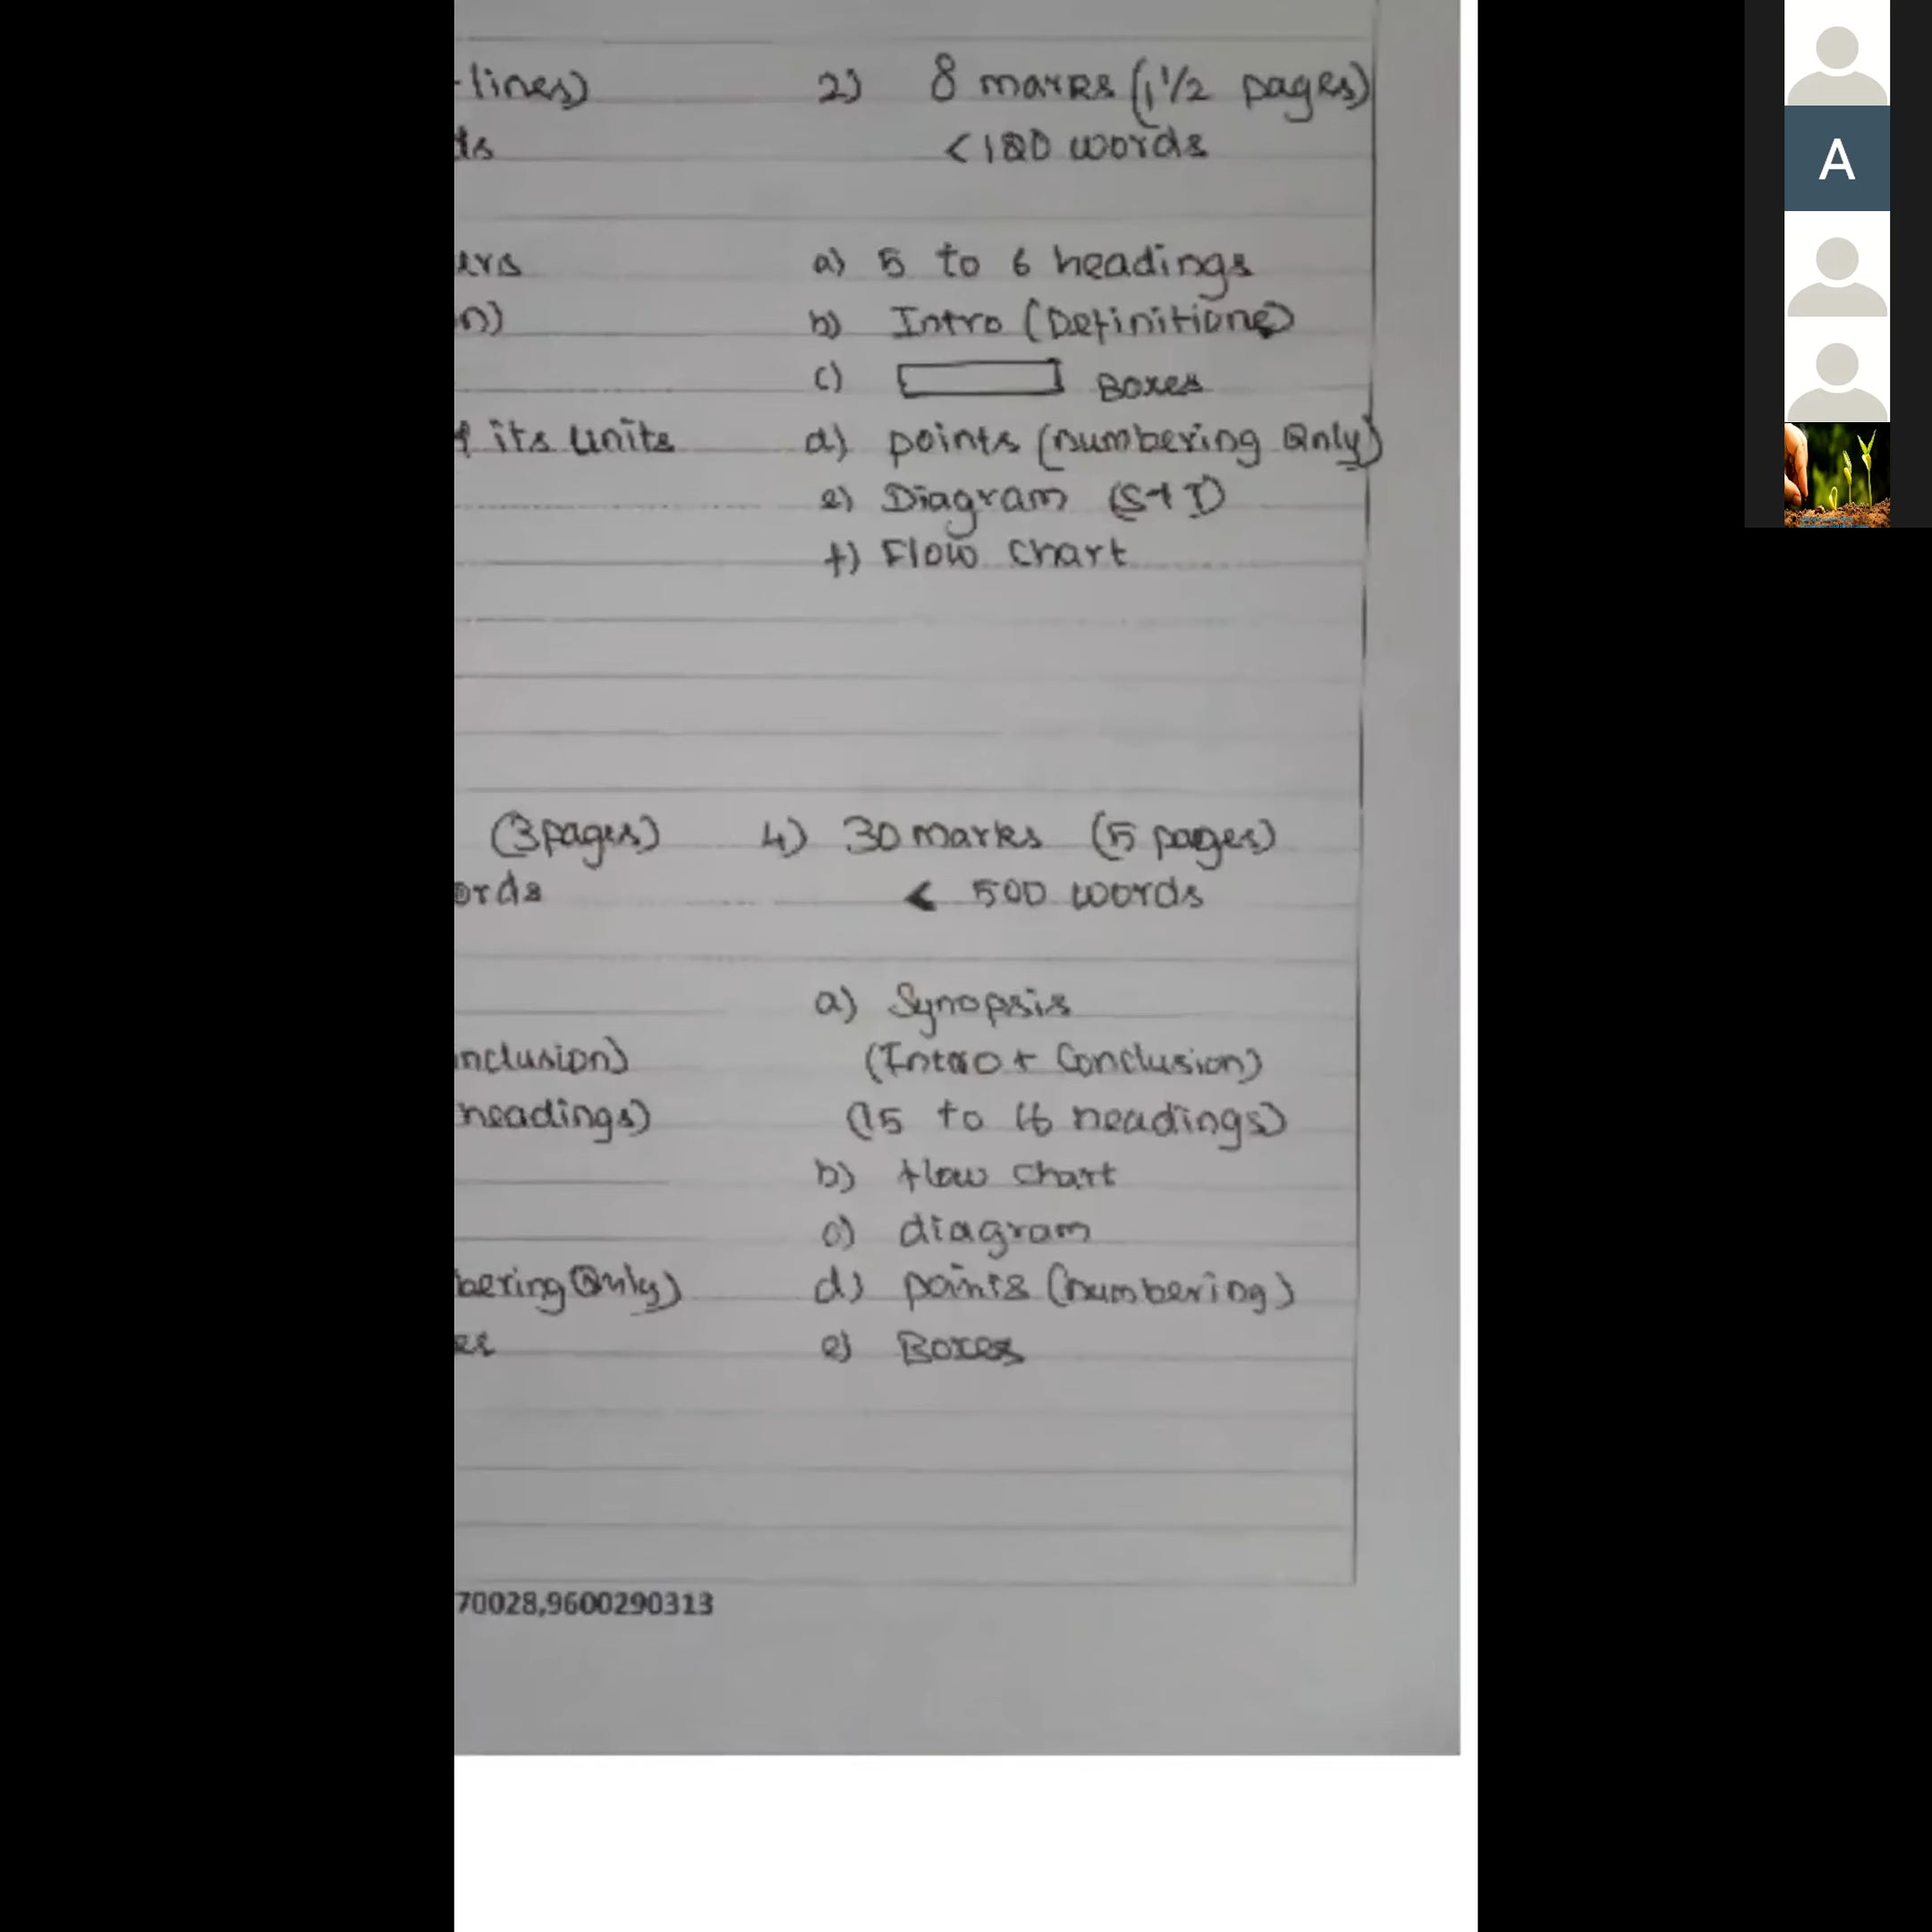 lines)
2) 8 marks (1 1/2 pages)
< 180 words
a) 5 to 6 headings
b) Intro (Definitions)
c) Boxes
its units
d) points (numbering Only)
e) Diagram
f) Flow chart
(3 pages)
4) 30 marks (5 pages)
ords
< 500 words
a) Synopsis
nclusion)
(Intro + Conclusion)
headings)
(15 to 16 headings)
b) flow chart
c) diagram
bering Only)
d) points (numbering)
e) Boxes
70028,9600290313
A